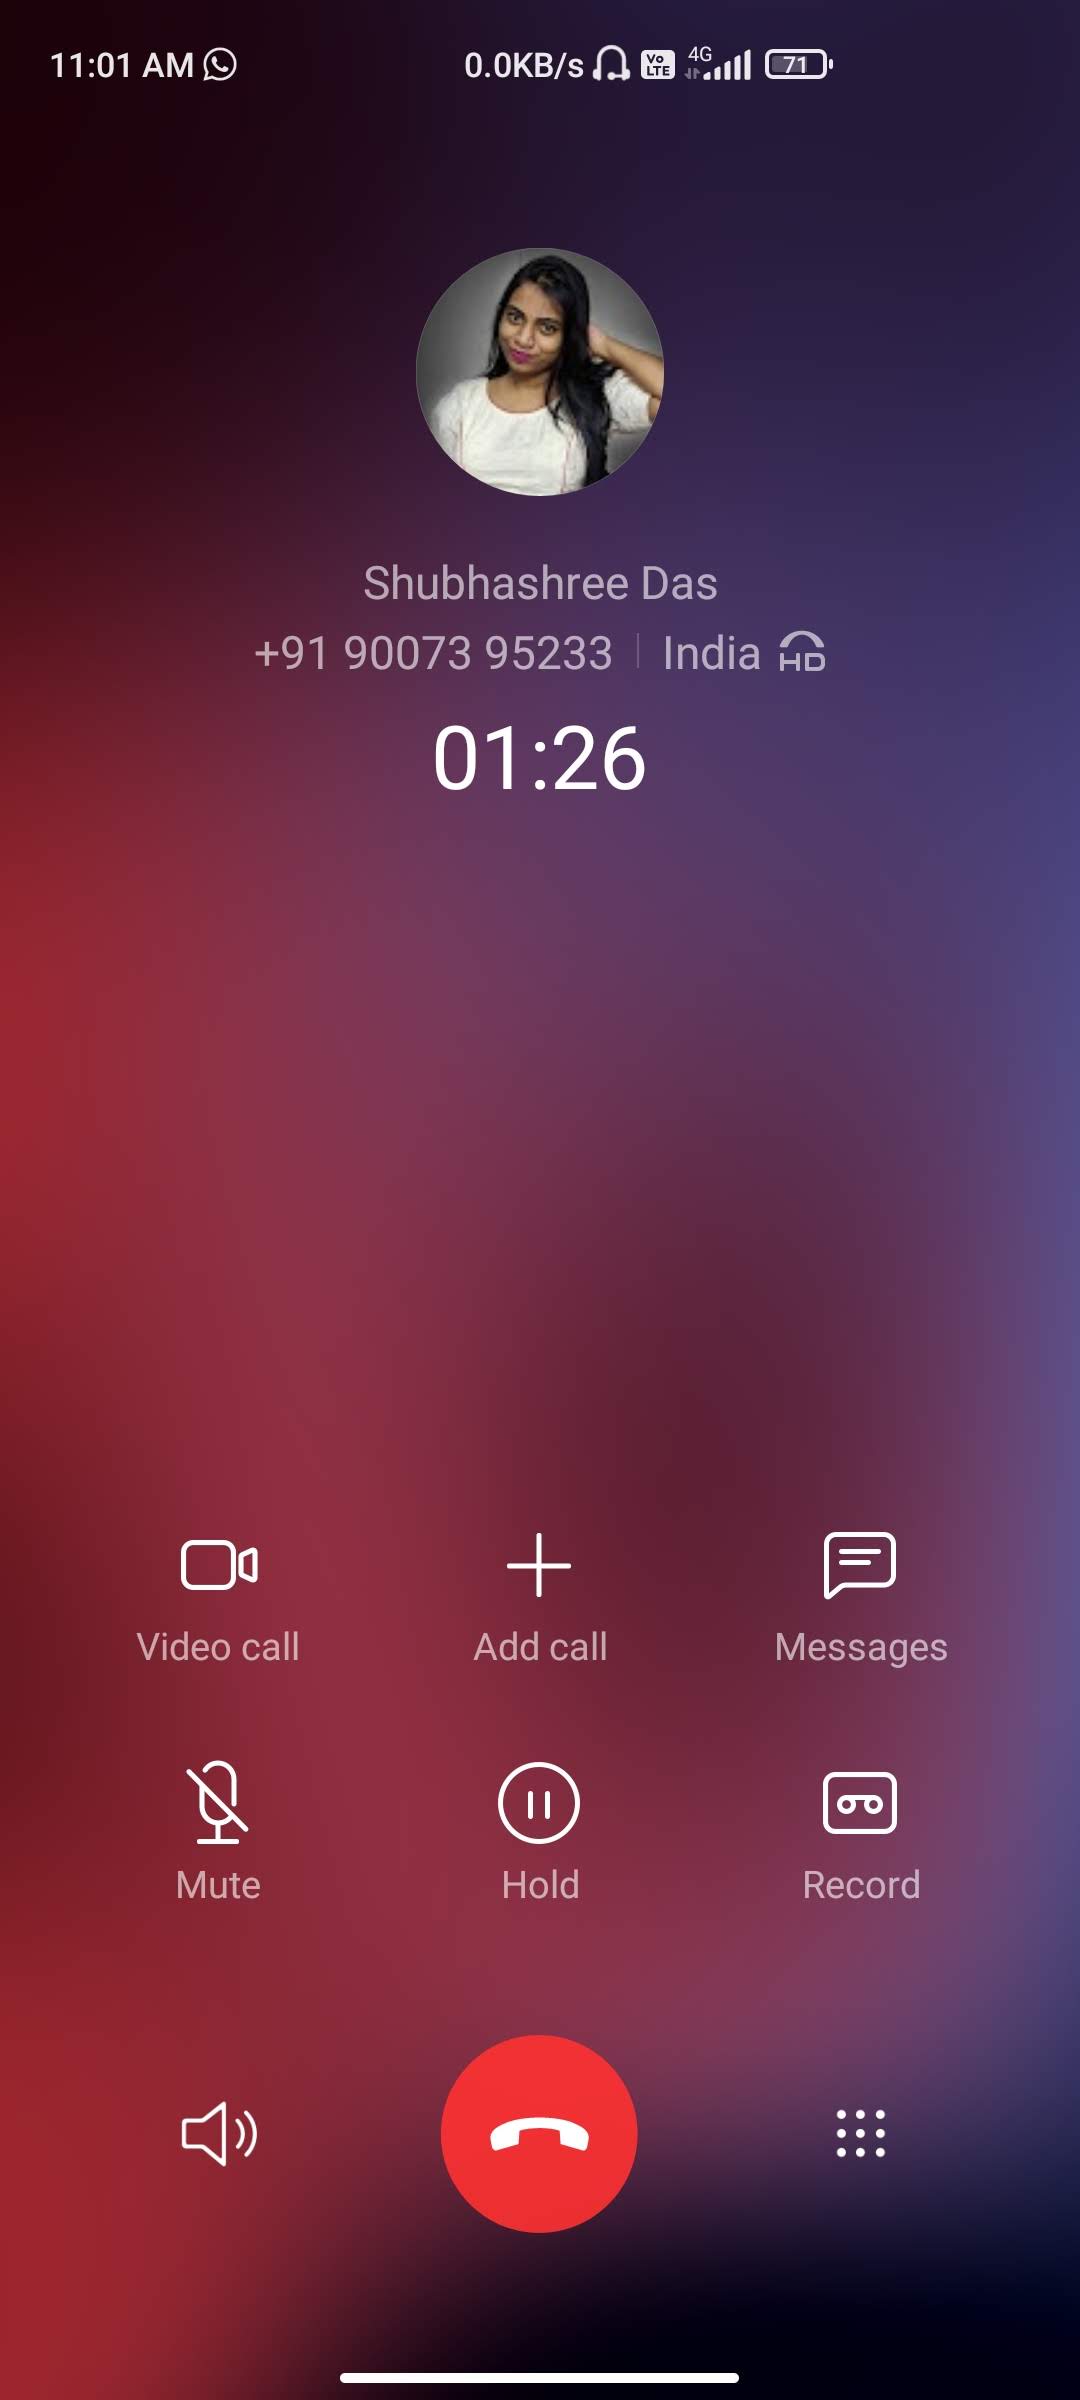 11:01 AM 0.0KB/s Vo LTE 4G 71
Shubhashree Das
+91 90073 95233 India HD
01:26
Video call Add call Messages
Mute Hold Record